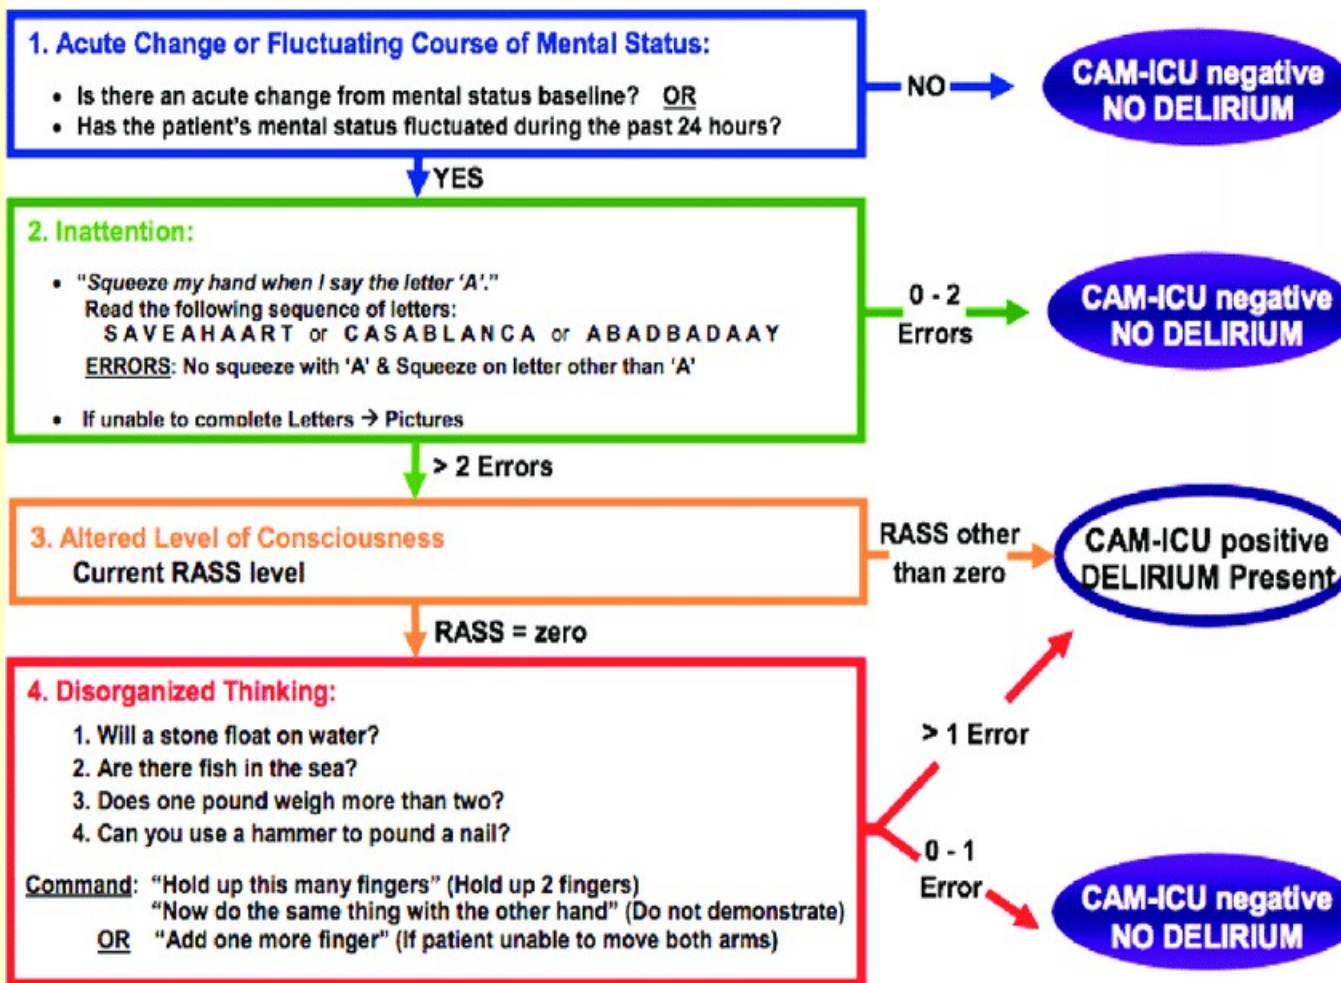 1. Acute Change or Fluctuating Course of Mental Status:
• Is there an acute change from mental status baseline? OR
• Has the patient's mental status fluctuated during the past 24 hours?
NO
CAM-ICU negative
NO DELIRIUM
YES
2. Inattention:
• "Squeeze my hand when I say the letter 'A'."
Read the following sequence of letters:
S A V E A H A A R T or C A S A B L A N C A or A B A D B A D A A Y
ERRORS: No squeeze with 'A' & Squeeze on letter other than 'A'
• If unable to complete Letters → Pictures
0 - 2
Errors
CAM-ICU negative
NO DELIRIUM
> 2 Errors
3. Altered Level of Consciousness
Current RASS level
RASS other
than zero
CAM-ICU positive
DELIRIUM Present
RASS = zero
4. Disorganized Thinking:
1. Will a stone float on water?
2. Are there fish in the sea?
3. Does one pound weigh more than two?
4. Can you use a hammer to pound a nail?
Command: "Hold up this many fingers" (Hold up 2 fingers)
"Now do the same thing with the other hand" (Do not demonstrate)
OR "Add one more finger" (If patient unable to move both arms)
> 1 Error
0 - 1
Error
CAM-ICU negative
NO DELIRIUM